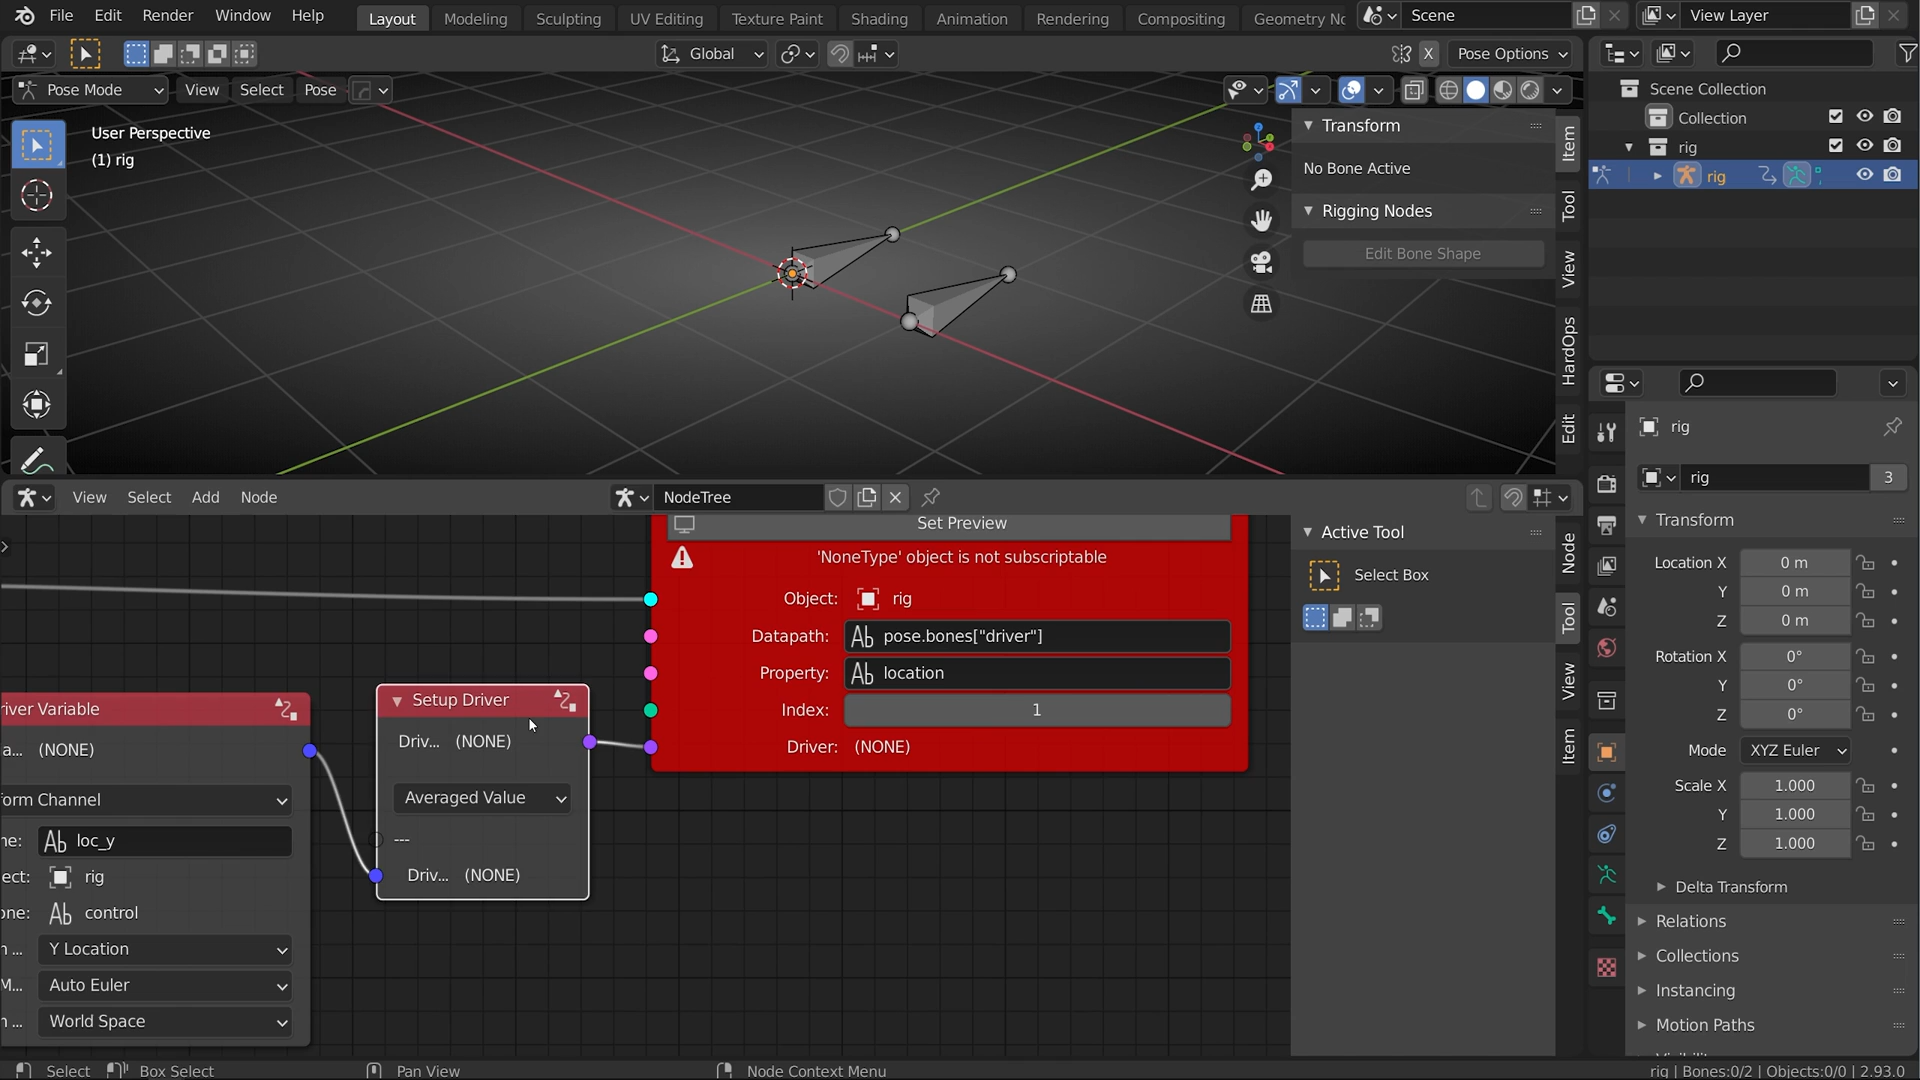 File Edit Render Window Help
Layout Modeling Sculpting UV Editing Texture Paint Shading Animation Rendering Compositing Geometry No
Scene
View Layer
Global
X
Pose Options
Pose Mode
View Select Pose
User Perspective
(1) rig
Transform
No Bone Active
Rigging Nodes
Edit Bone Shape
Item
Tool
View
HardOps
Edit
Scene Collection
Collection
rig
rig
rig
rig
3
Transform
Location X 0 m
Y 0 m
Z 0 m
Rotation X 0°
Y 0°
Z 0°
Mode XYZ Euler
Scale X 1.000
Y 1.000
Z 1.000
Delta Transform
Relations
Collections
Instancing
Motion Paths
View Select Add Node
NodeTree
Active Tool
Select Box
Node
Tool
View
Item
Set Preview
'NoneType' object is not subscriptable
Object: rig
Datapath: pose.bones["driver"]
Property: location
Index: 1
Driver: (NONE)
Setup Driver
Driv... (NONE)
Averaged Value
---
Driv... (NONE)
river Variable
a... (NONE)
orm Channel
ne: loc_y
ect: rig
one: control
n ... Y Location
M... Auto Euler
n ... World Space
Select Box Select Pan View Node Context Menu
rig | Bones:0/2 | Objects:0/0 | 2.93.0